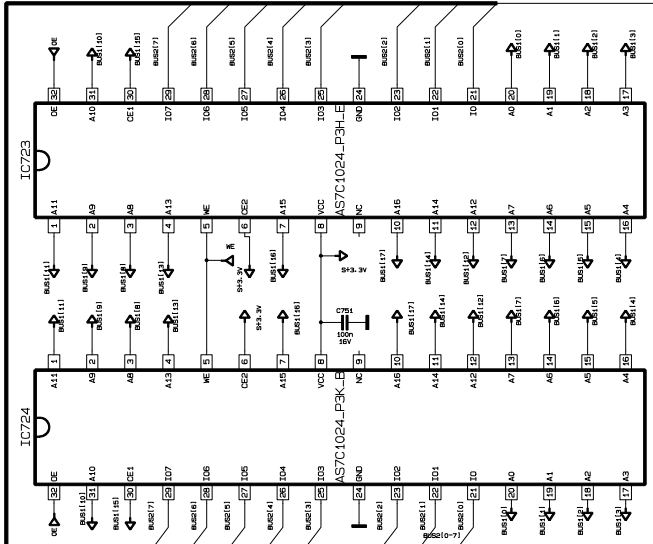 OE
BUS1[10]
BUS1[15]
BUS2[7]
BUS2[6]
BUS2[5]
BUS2[4]
BUS2[3]
BUS2[2]
BUS2[1]
BUS2[0]
BUS1[0]
BUS1[1]
BUS1[2]
BUS1[3]
32 31 30 29 28 27 26 25 24 23 22 21 20 19 18 17
OE A10 CE1 IO7 IO6 IO5 IO4 IO3 GND IO2 IO1 IO A0 A1 A2 A3
IC723
AS7C1024_P3H_E
A11 A9 A8 A13 WE CE2 A15 VCC NC A16 A14 A12 A7 A6 A5 A4
1 2 3 4 5 6 7 8 9 10 11 12 13 14 15 16
BUS1[11]
BUS1[9]
BUS1[8]
BUS1[13]
WE
S+3.3V
BUS1[16]
S+3.3V
BUS1[17]
BUS1[14]
BUS1[12]
BUS1[7]
BUS1[6]
BUS1[5]
BUS1[4]
BUS1[11]
BUS1[9]
BUS1[8]
BUS1[13]
S+3.3V
BUS1[16]
C751
100n
16V
BUS1[17]
BUS1[14]
BUS1[12]
BUS1[7]
BUS1[6]
BUS1[5]
BUS1[4]
1 2 3 4 5 6 7 8 9 10 11 12 13 14 15 16
A11 A9 A8 A13 WE CE2 A15 VCC NC A16 A14 A12 A7 A6 A5 A4
IC724
AS7C1024_P3K_B
OE A10 CE1 IO7 IO6 IO5 IO4 IO3 GND IO2 IO1 IO A0 A1 A2 A3
32 31 30 29 28 27 26 25 24 23 22 21 20 19 18 17
OE
BUS1[10]
BUS1[15]
BUS2[7]
BUS2[6]
BUS2[5]
BUS2[4]
BUS2[3]
BUS2[2]
BUS2[1]
BUS2[0]
BUS1[0]
BUS1[1]
BUS1[2]
BUS1[3]
BUS2[0-7]